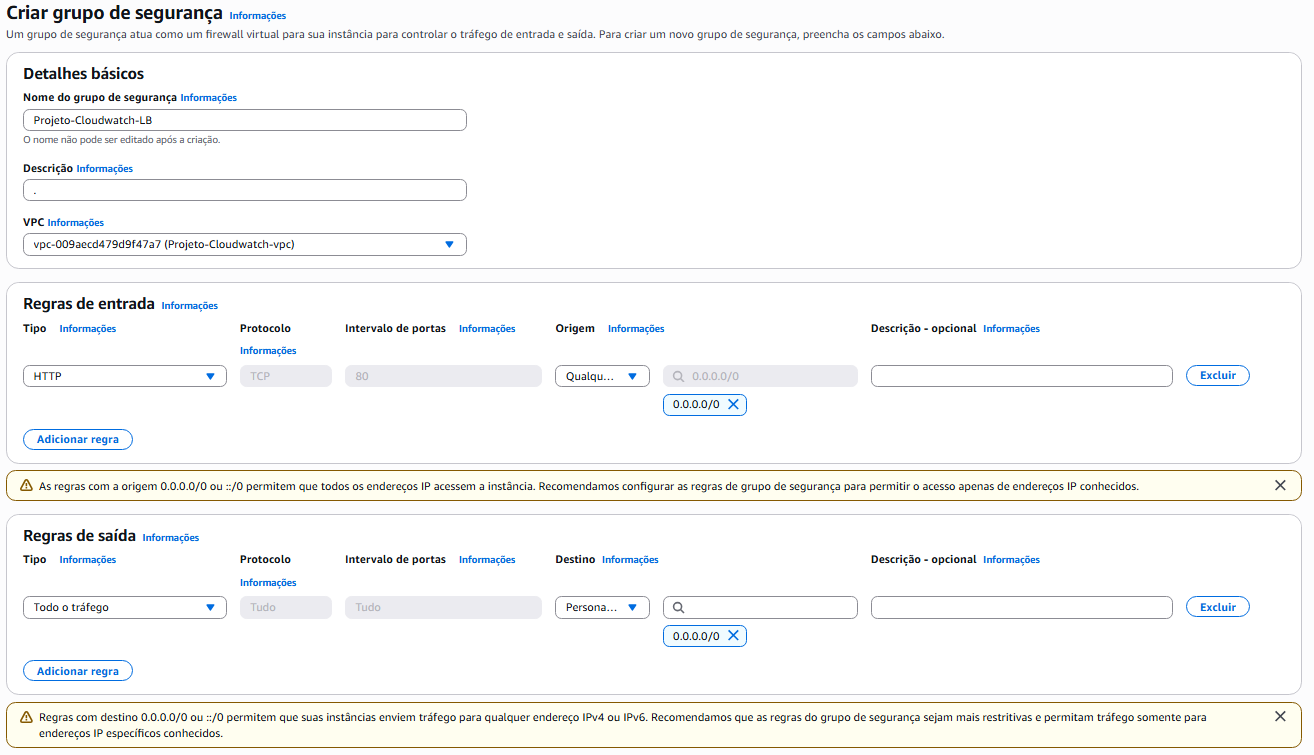 Criar grupo de segurança Informações
Um grupo de segurança atua como um firewall virtual para sua instância para controlar o tráfego de entrada e saída. Para criar um novo grupo de segurança, preencha os campos abaixo.
Detalhes básicos
Nome do grupo de segurança Informações
Projeto-Cloudwatch-LB
O nome não pode ser editado após a criação.
Descrição Informações
.
VPC Informações
vpc-009aecd479d9f47a7 (Projeto-Cloudwatch-vpc)
Regras de entrada Informações
Tipo Informações Protocolo Intervalo de portas Informações Origem Informações Descrição - opcional Informações
Informações
HTTP TCP 80 Qualqu... 0.0.0.0/0 Excluir
0.0.0.0/0
Adicionar regra
As regras com a origem 0.0.0.0/0 ou ::/0 permitem que todos os endereços IP acessem a instância. Recomendamos configurar as regras de grupo de segurança para permitir o acesso apenas de endereços IP conhecidos.
Regras de saída Informações
Tipo Informações Protocolo Intervalo de portas Informações Destino Informações Descrição - opcional Informações
Informações
Todo o tráfego Tudo Tudo Persona... Excluir
0.0.0.0/0
Adicionar regra
Regras com destino 0.0.0.0/0 ou ::/0 permitem que suas instâncias enviem tráfego para qualquer endereço IPv4 ou IPv6. Recomendamos que as regras do grupo de segurança sejam mais restritivas e permitam tráfego somente para
endereços IP específicos conhecidos.